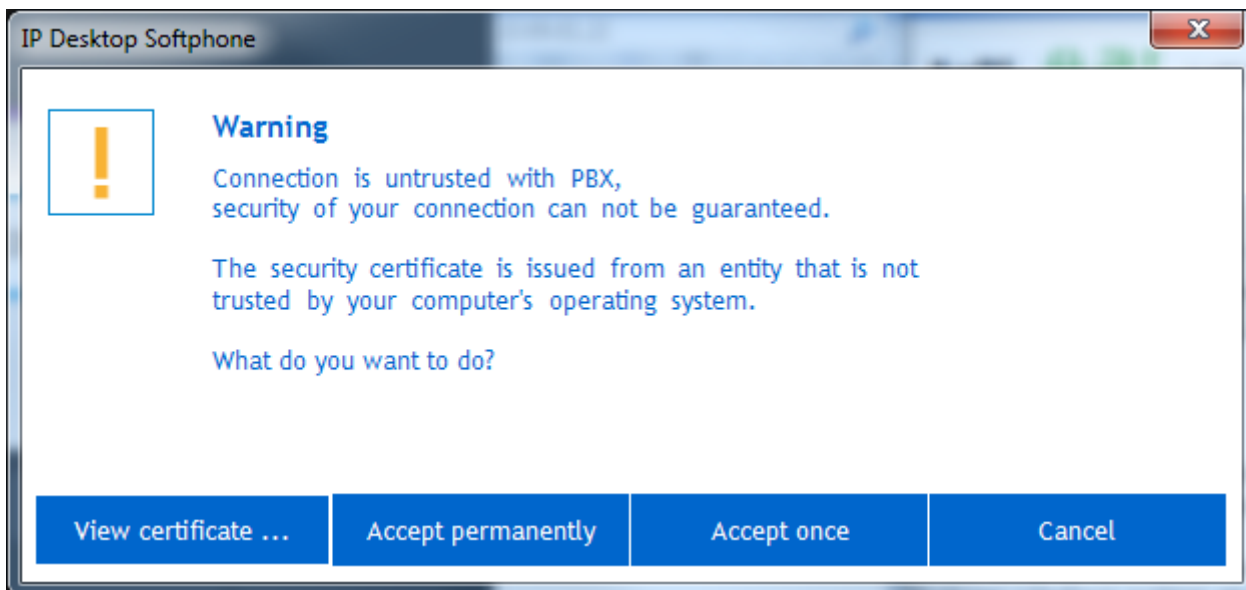 IP Desktop Softphone
Warning
Connection is untrusted with PBX,
security of your connection can not be guaranteed.
The security certificate is issued from an entity that is not
trusted by your computer's operating system.
What do you want to do?
View certificate ...
Accept permanently
Accept once
Cancel